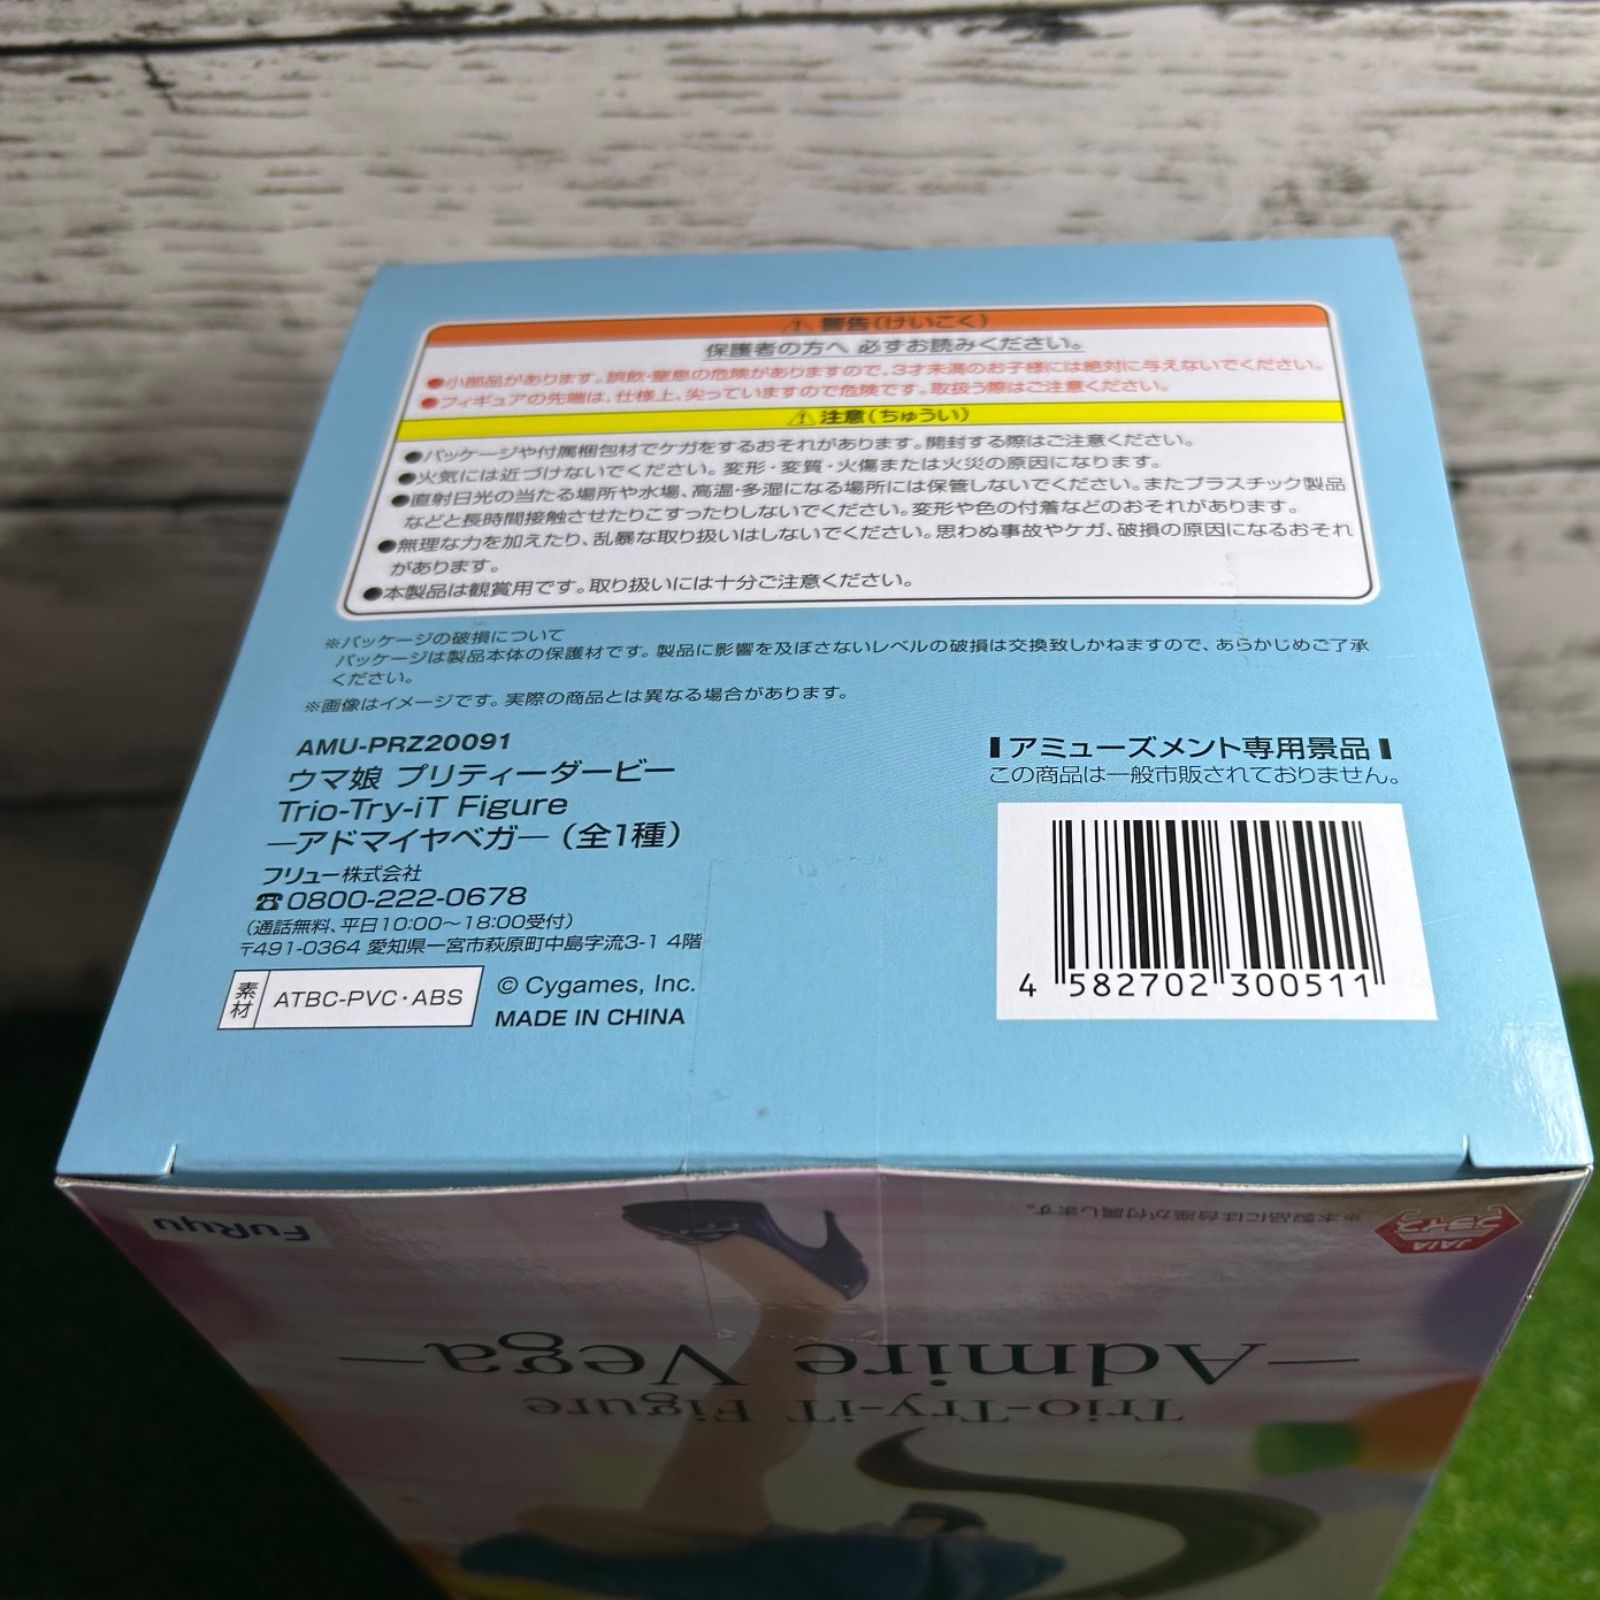 ⚠ 警告(けいこく)
保護者の方へ 必ずお読みください。
●小部品があります。誤飲・窒息の危険がありますので、3才未満のお子様には絶対に与えないでください。
●フィギュアの先端は、仕様上、尖っていますので危険です。取扱う際はご注意ください。
⚠ 注意(ちゅうい)
●パッケージや付属梱包材でケガをするおそれがあります。開封する際はご注意ください。
●火気には近づけないでください。変形・変質・火傷または火災の原因になります。
●直射日光の当たる場所や水場、高温・多湿になる場所には保管しないでください。またプラスチック製品
などと長時間接触させたりこすったりしないでください。変形や色の付着などのおそれがあります。
●無理な力を加えたり、乱暴な取り扱いはしないでください。思わぬ事故やケガ、破損の原因になるおそれ
があります。
●本製品は観賞用です。取り扱いには十分ご注意ください。
※パッケージの破損について
パッケージは製品本体の保護材です。製品に影響を及ぼさないレベルの破損は交換致しかねますので、あらかじめご了承
ください。
※画像はイメージです。実際の商品とは異なる場合があります。
AMU-PRZ20091
ウマ娘 プリティーダービー
Trio-Try-iT Figure
―アドマイヤベガ―(全1種)
フリュー株式会社
☎0800-222-0678
(通話無料、平日10:00～18:00受付)
〒491-0364 愛知県一宮市萩原町中島字流3-1 4階
素材
ATBC-PVC・ABS
© Cygames, Inc.
MADE IN CHINA
アミューズメント専用景品
この商品は一般市販されておりません。
4 582702 300511
FuRyu
※本製品には台座が付属します。
JAIA
プライズ
―Admire Vega―
Trio-Try-iT Figure